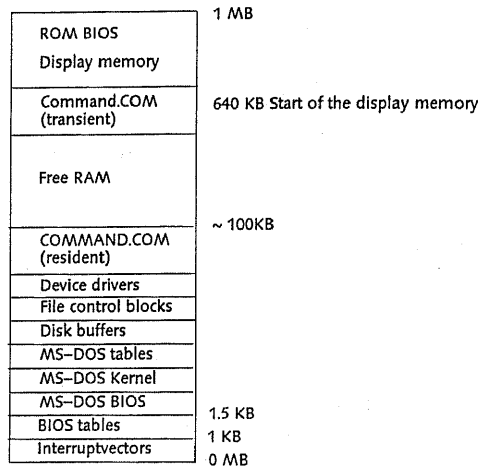 1 MB
ROM BIOS
Display memory
Command.COM
(transient)
640 KB Start of the display memory
Free RAM
~ 100KB
COMMAND.COM
(resident)
Device drivers
File control blocks
Disk buffers
MS-DOS tables
MS-DOS Kernel
MS-DOS BIOS
1.5 KB
BIOS tables
1 KB
Interruptvectors
0 MB